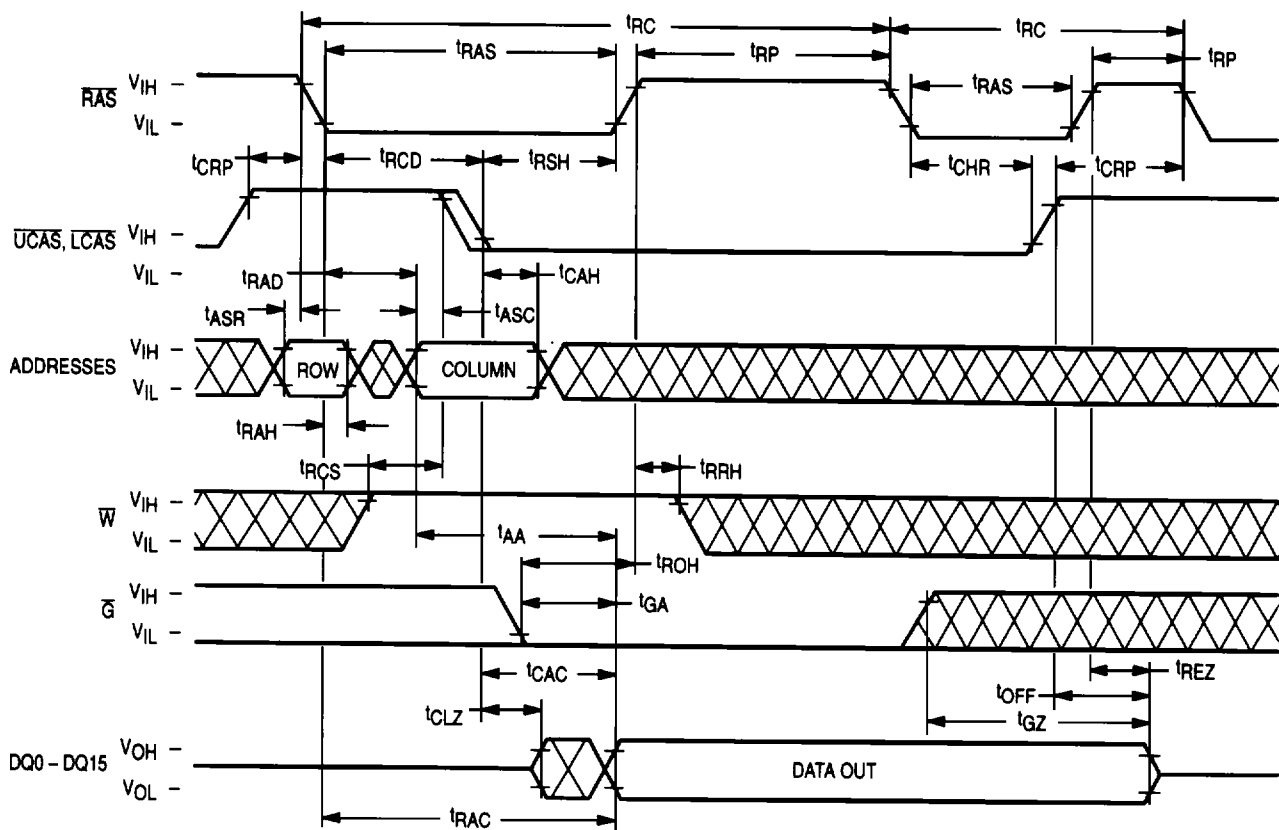 tRC tRC
tRAS tRP tRP
RAS VIH – tRAS
VIL –
tCRP tRCD tRSH tCHR tCRP
UCAS, LCAS VIH –
VIL – tRAD tCAH
tASR tASC
ADDRESSES VIH – ROW COLUMN
VIL –
tRAH
tRCS tRRH
W VIH –
VIL – tAA
tROH
G VIH – tGA
VIL –
tCAC tREZ
tOFF
tCLZ tGZ
DQ0 – DQ15 VOH – DATA OUT
VOL –
tRAC